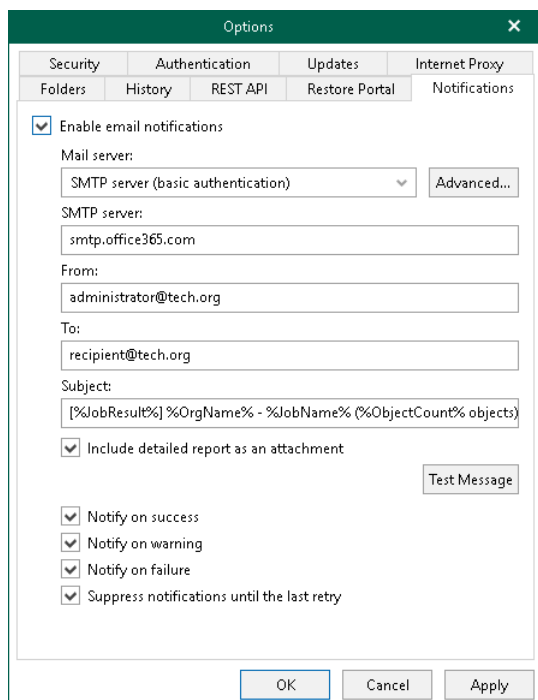 Options
Security Authentication Updates Internet Proxy
Folders History REST API Restore Portal Notifications
Enable email notifications
Mail server:
SMTP server (basic authentication) Advanced...
SMTP server:
smtp.office365.com
From:
administrator@tech.org
To:
recipient@tech.org
Subject:
[%JobResult%] %OrgName% - %JobName% (%ObjectCount% objects)
Include detailed report as an attachment
Test Message
Notify on success
Notify on warning
Notify on failure
Suppress notifications until the last retry
OK Cancel Apply